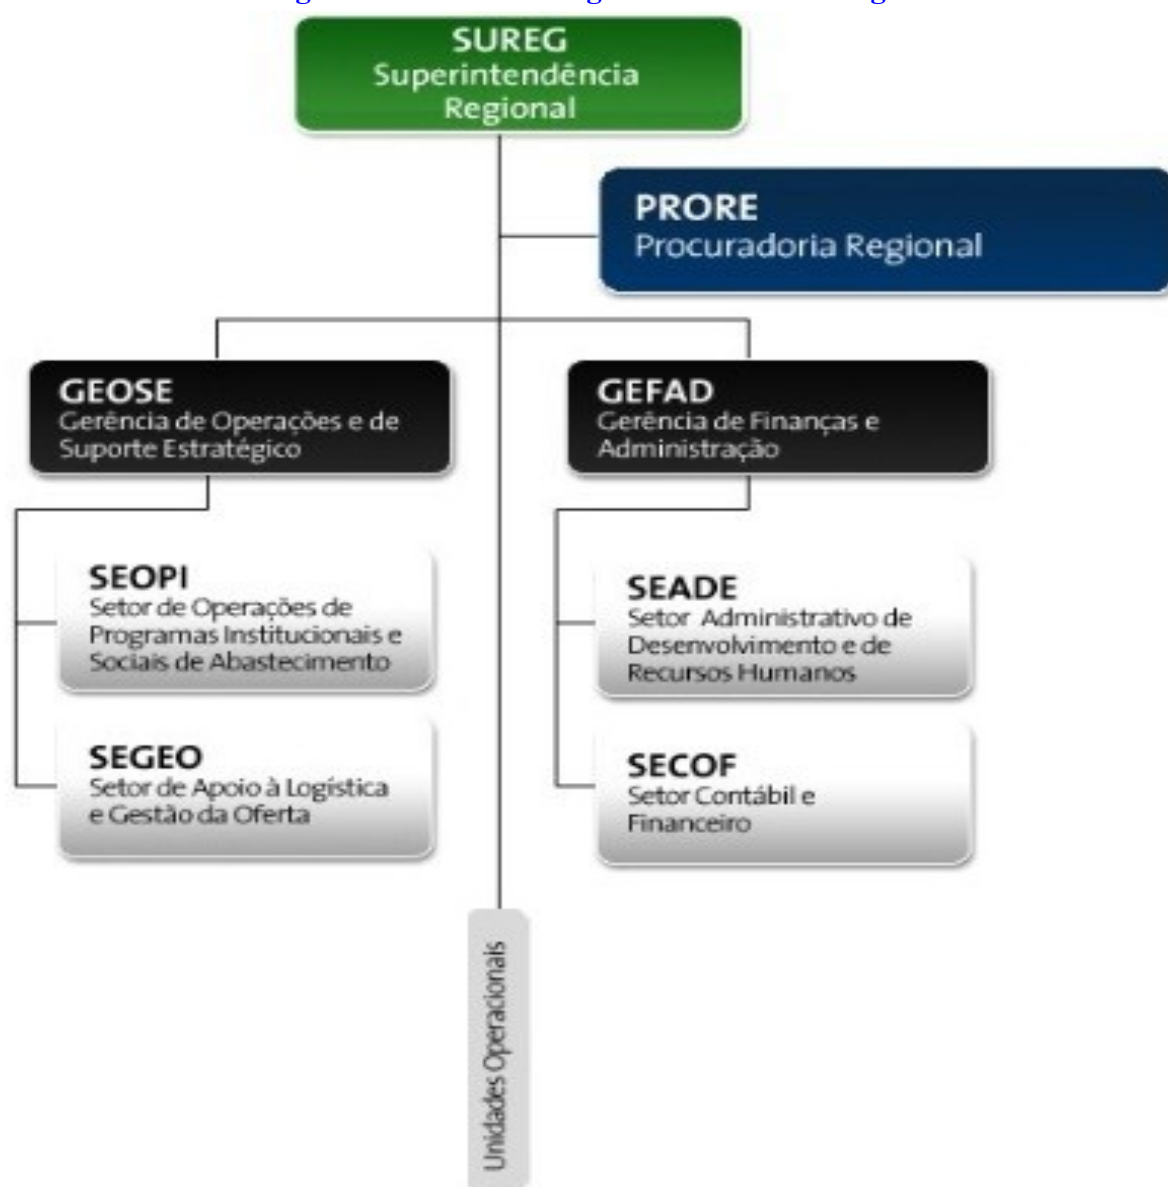 SUREG
Superintendência
Regional
PRORE
Procuradoria Regional
GEOSE
Gerência de Operações e de
Suporte Estratégico
GEFAD
Gerência de Finanças e
Administração
SEOPI
Setor de Operações de
Programas Institucionais e
Sociais de Abastecimento
SEADE
Setor Administrativo de
Desenvolvimento e de
Recursos Humanos
SEGEO
Setor de Apoio à Logística
e Gestão da Oferta
SECOF
Setor Contábil e
Financeiro
Unidades Operacionais